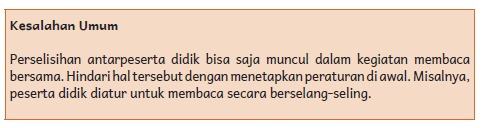 Kesalahan Umum
Perselisihan antarpeserta didik bisa saja muncul dalam kegiatan membaca
bersama. Hindari hal tersebut dengan menetapkan peraturan di awal. Misalnya,
peserta didik diatur untuk membaca secara berselang-seling.